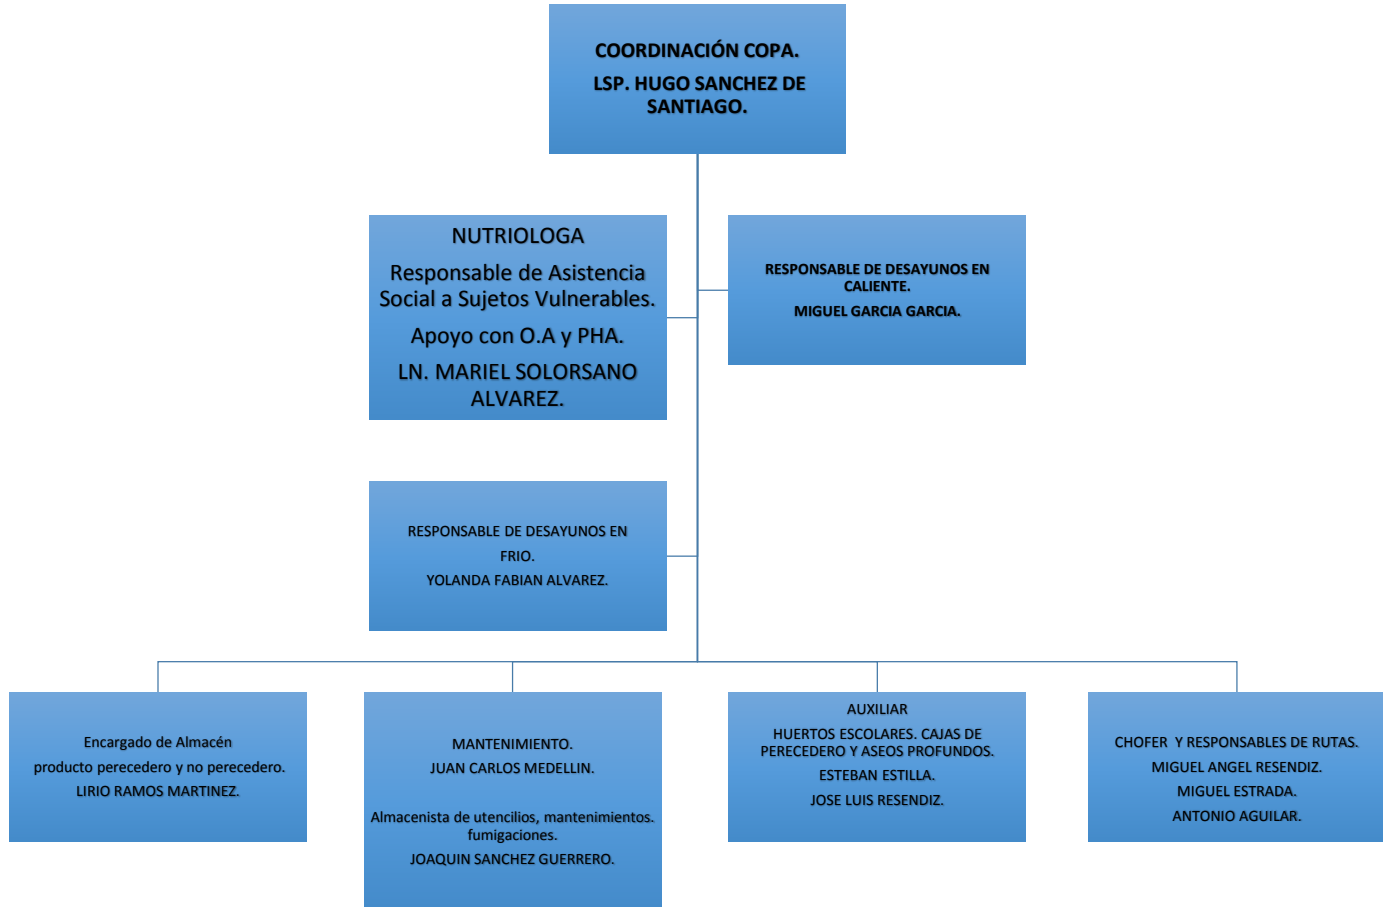 COORDINACIÓN COPA.
LSP. HUGO SANCHEZ DE
SANTIAGO.
NUTRIOLOGA
Responsable de Asistencia
Social a Sujetos Vulnerables.
Apoyo con O.A y PHA.
LN. MARIEL SOLORSANO
ALVAREZ.
RESPONSABLE DE DESAYUNOS EN
CALIENTE.
MIGUEL GARCIA GARCIA.
RESPONSABLE DE DESAYUNOS EN
FRIO.
YOLANDA FABIAN ALVAREZ.
Encargado de Almacén
producto perecedero y no perecedero.
LIRIO RAMOS MARTINEZ.
MANTENIMIENTO.
JUAN CARLOS MEDELLIN.
Almacenista de utencilios, mantenimientos.
fumigaciones.
JOAQUIN SANCHEZ GUERRERO.
AUXILIAR
HUERTOS ESCOLARES. CAJAS DE
PERECEDERO Y ASEOS PROFUNDOS.
ESTEBAN ESTILLA.
JOSE LUIS RESENDIZ.
CHOFER  Y RESPONSABLES DE RUTAS.
MIGUEL ANGEL RESENDIZ.
MIGUEL ESTRADA.
ANTONIO AGUILAR.